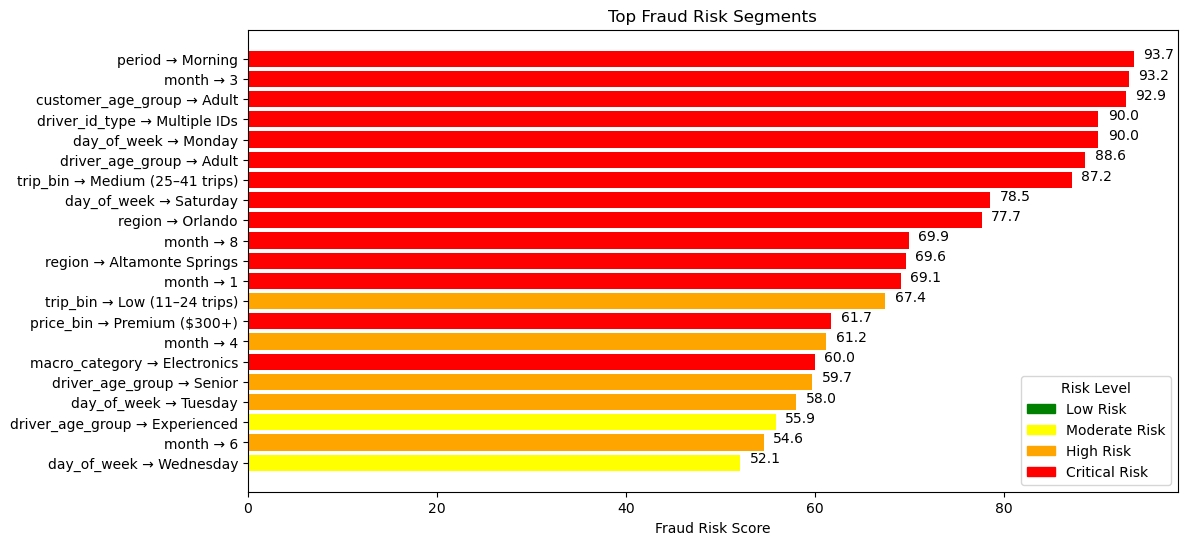 Top Fraud Risk Segments
period → Morning 93.7
month → 3 93.2
customer_age_group → Adult 92.9
driver_id_type → Multiple IDs 90.0
day_of_week → Monday 90.0
driver_age_group → Adult 88.6
trip_bin → Medium (25–41 trips) 87.2
day_of_week → Saturday 78.5
region → Orlando 77.7
month → 8 69.9
region → Altamonte Springs 69.6
month → 1 69.1
trip_bin → Low (11–24 trips) 67.4
price_bin → Premium ($300+) 61.7
month → 4 61.2
macro_category → Electronics 60.0
driver_age_group → Senior 59.7
day_of_week → Tuesday 58.0
driver_age_group → Experienced 55.9
month → 6 54.6
day_of_week → Wednesday 52.1
Risk Level
Low Risk
Moderate Risk
High Risk
Critical Risk
0 20 40 60 80
Fraud Risk Score